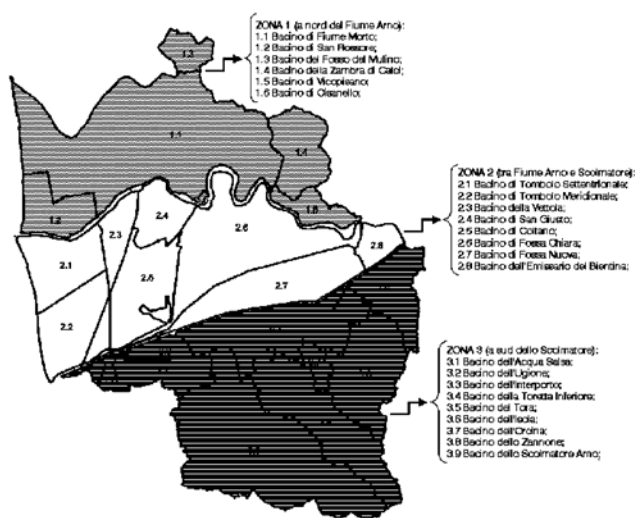 ZONA 1 (a nord del Fiume Arno):
1.1 Bacino di Fiume Morto;
1.2 Bacino di San Rossore;
1.3 Bacino del Fosso del Mulino;
1.4 Bacino della Zambra di Calci;
1.5 Bacino di Vicopisano;
1.6 Bacino di Cisanello;
1.3
1.1
1.4
1.2
ZONA 2 (tra Fiume Arno e Scolmatore):
2.1 Bacino di Tombolo Settentrionale;
2.2 Bacino di Tombolo Meridionale;
2.3 Bacino della Vettola;
2.4 Bacino di San Giusto;
2.5 Bacino di Coltano;
2.6 Bacino di Fossa Chiara;
2.7 Bacino di Fossa Nuova;
2.8 Bacino dell'Emissario del Bientina;
2.4
2.3
2.6
2.8
2.1
2.5
2.7
2.2
ZONA 3 (a sud dello Scolmatore):
3.1 Bacino dell'Acqua Salsa;
3.2 Bacino dell'Ugione;
3.3 Bacino dell'Interporto;
3.4 Bacino della Toretta Inferiore;
3.5 Bacino del Tora;
3.6 Bacino dell'Isola;
3.7 Bacino dell'Orcina;
3.8 Bacino dello Zannone;
3.9 Bacino dello Scolmatore Arno;